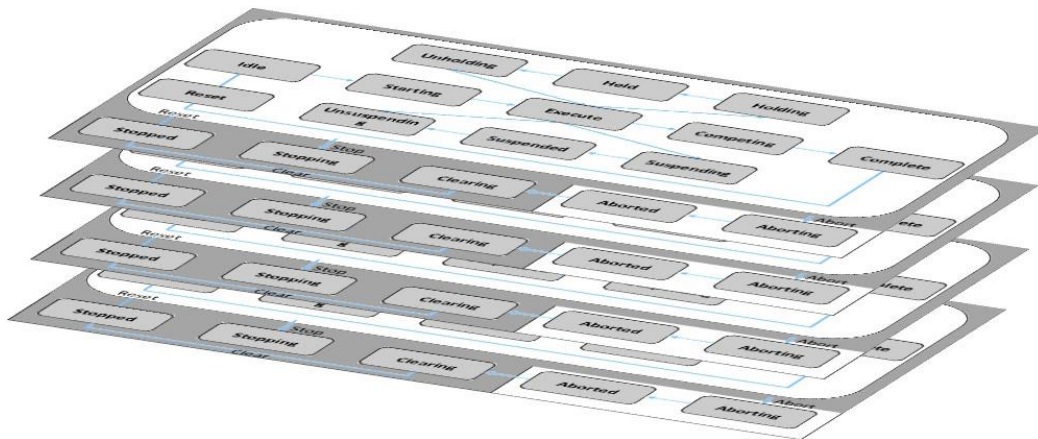 Unholding
Idle
Held
Starting
Holding
Reset
Execute
Unsuspendin
g
Competing
Reset
Suspended
Complete
Stopped
Stop
Suspending
Stopping
Clear
Clearing
Aborted
Reset
Abort
Aborting
Stopped
Stop
Stopping
Clear
Clearing
Aborted
Reset
Abort
Aborting
Stopped
Stop
Stopping
Clear
Clearing
Aborted
Reset
Abort
Aborting
Stopped
Stop
Stopping
Clear
Clearing
Aborted
Abort
Aborting